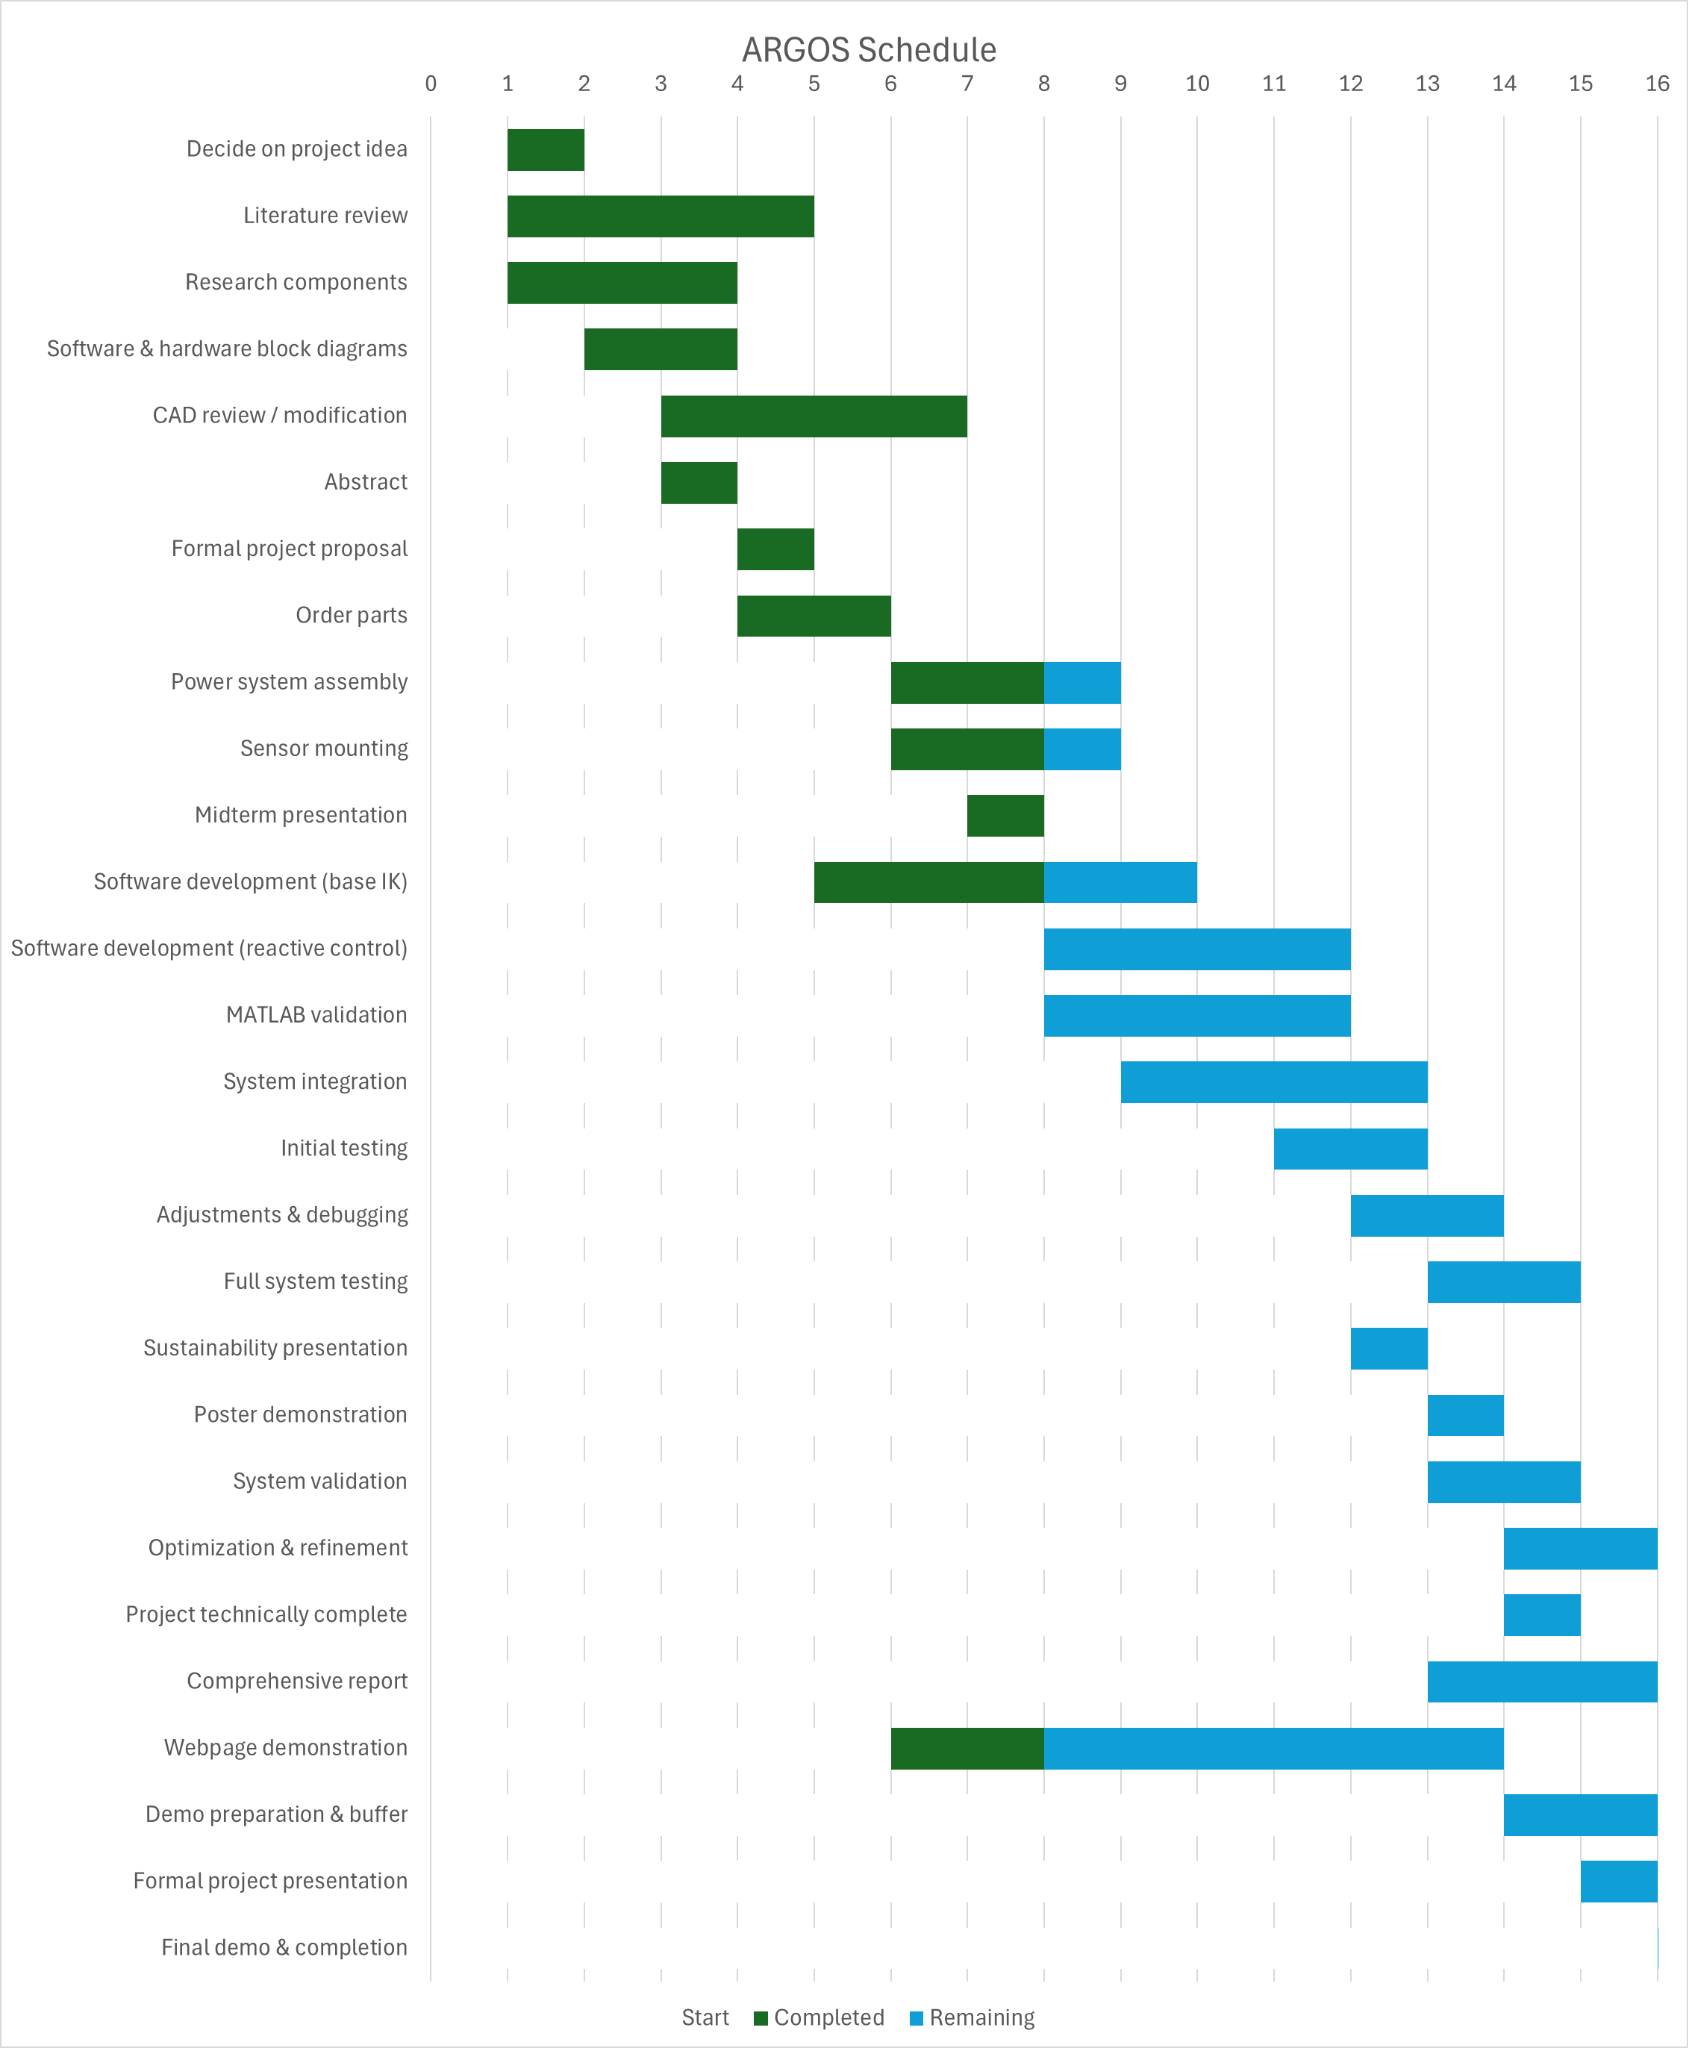 ARGOS Schedule
0 1 2 3 4 5 6 7 8 9 10 11 12 13 14 15 16
Decide on project idea
Literature review
Research components
Software & hardware block diagrams
CAD review / modification
Abstract
Formal project proposal
Order parts
Power system assembly
Sensor mounting
Midterm presentation
Software development (base IK)
Software development (reactive control)
MATLAB validation
System integration
Initial testing
Adjustments & debugging
Full system testing
Sustainability presentation
Poster demonstration
System validation
Optimization & refinement
Project technically complete
Comprehensive report
Webpage demonstration
Demo preparation & buffer
Formal project presentation
Final demo & completion
Start Completed Remaining